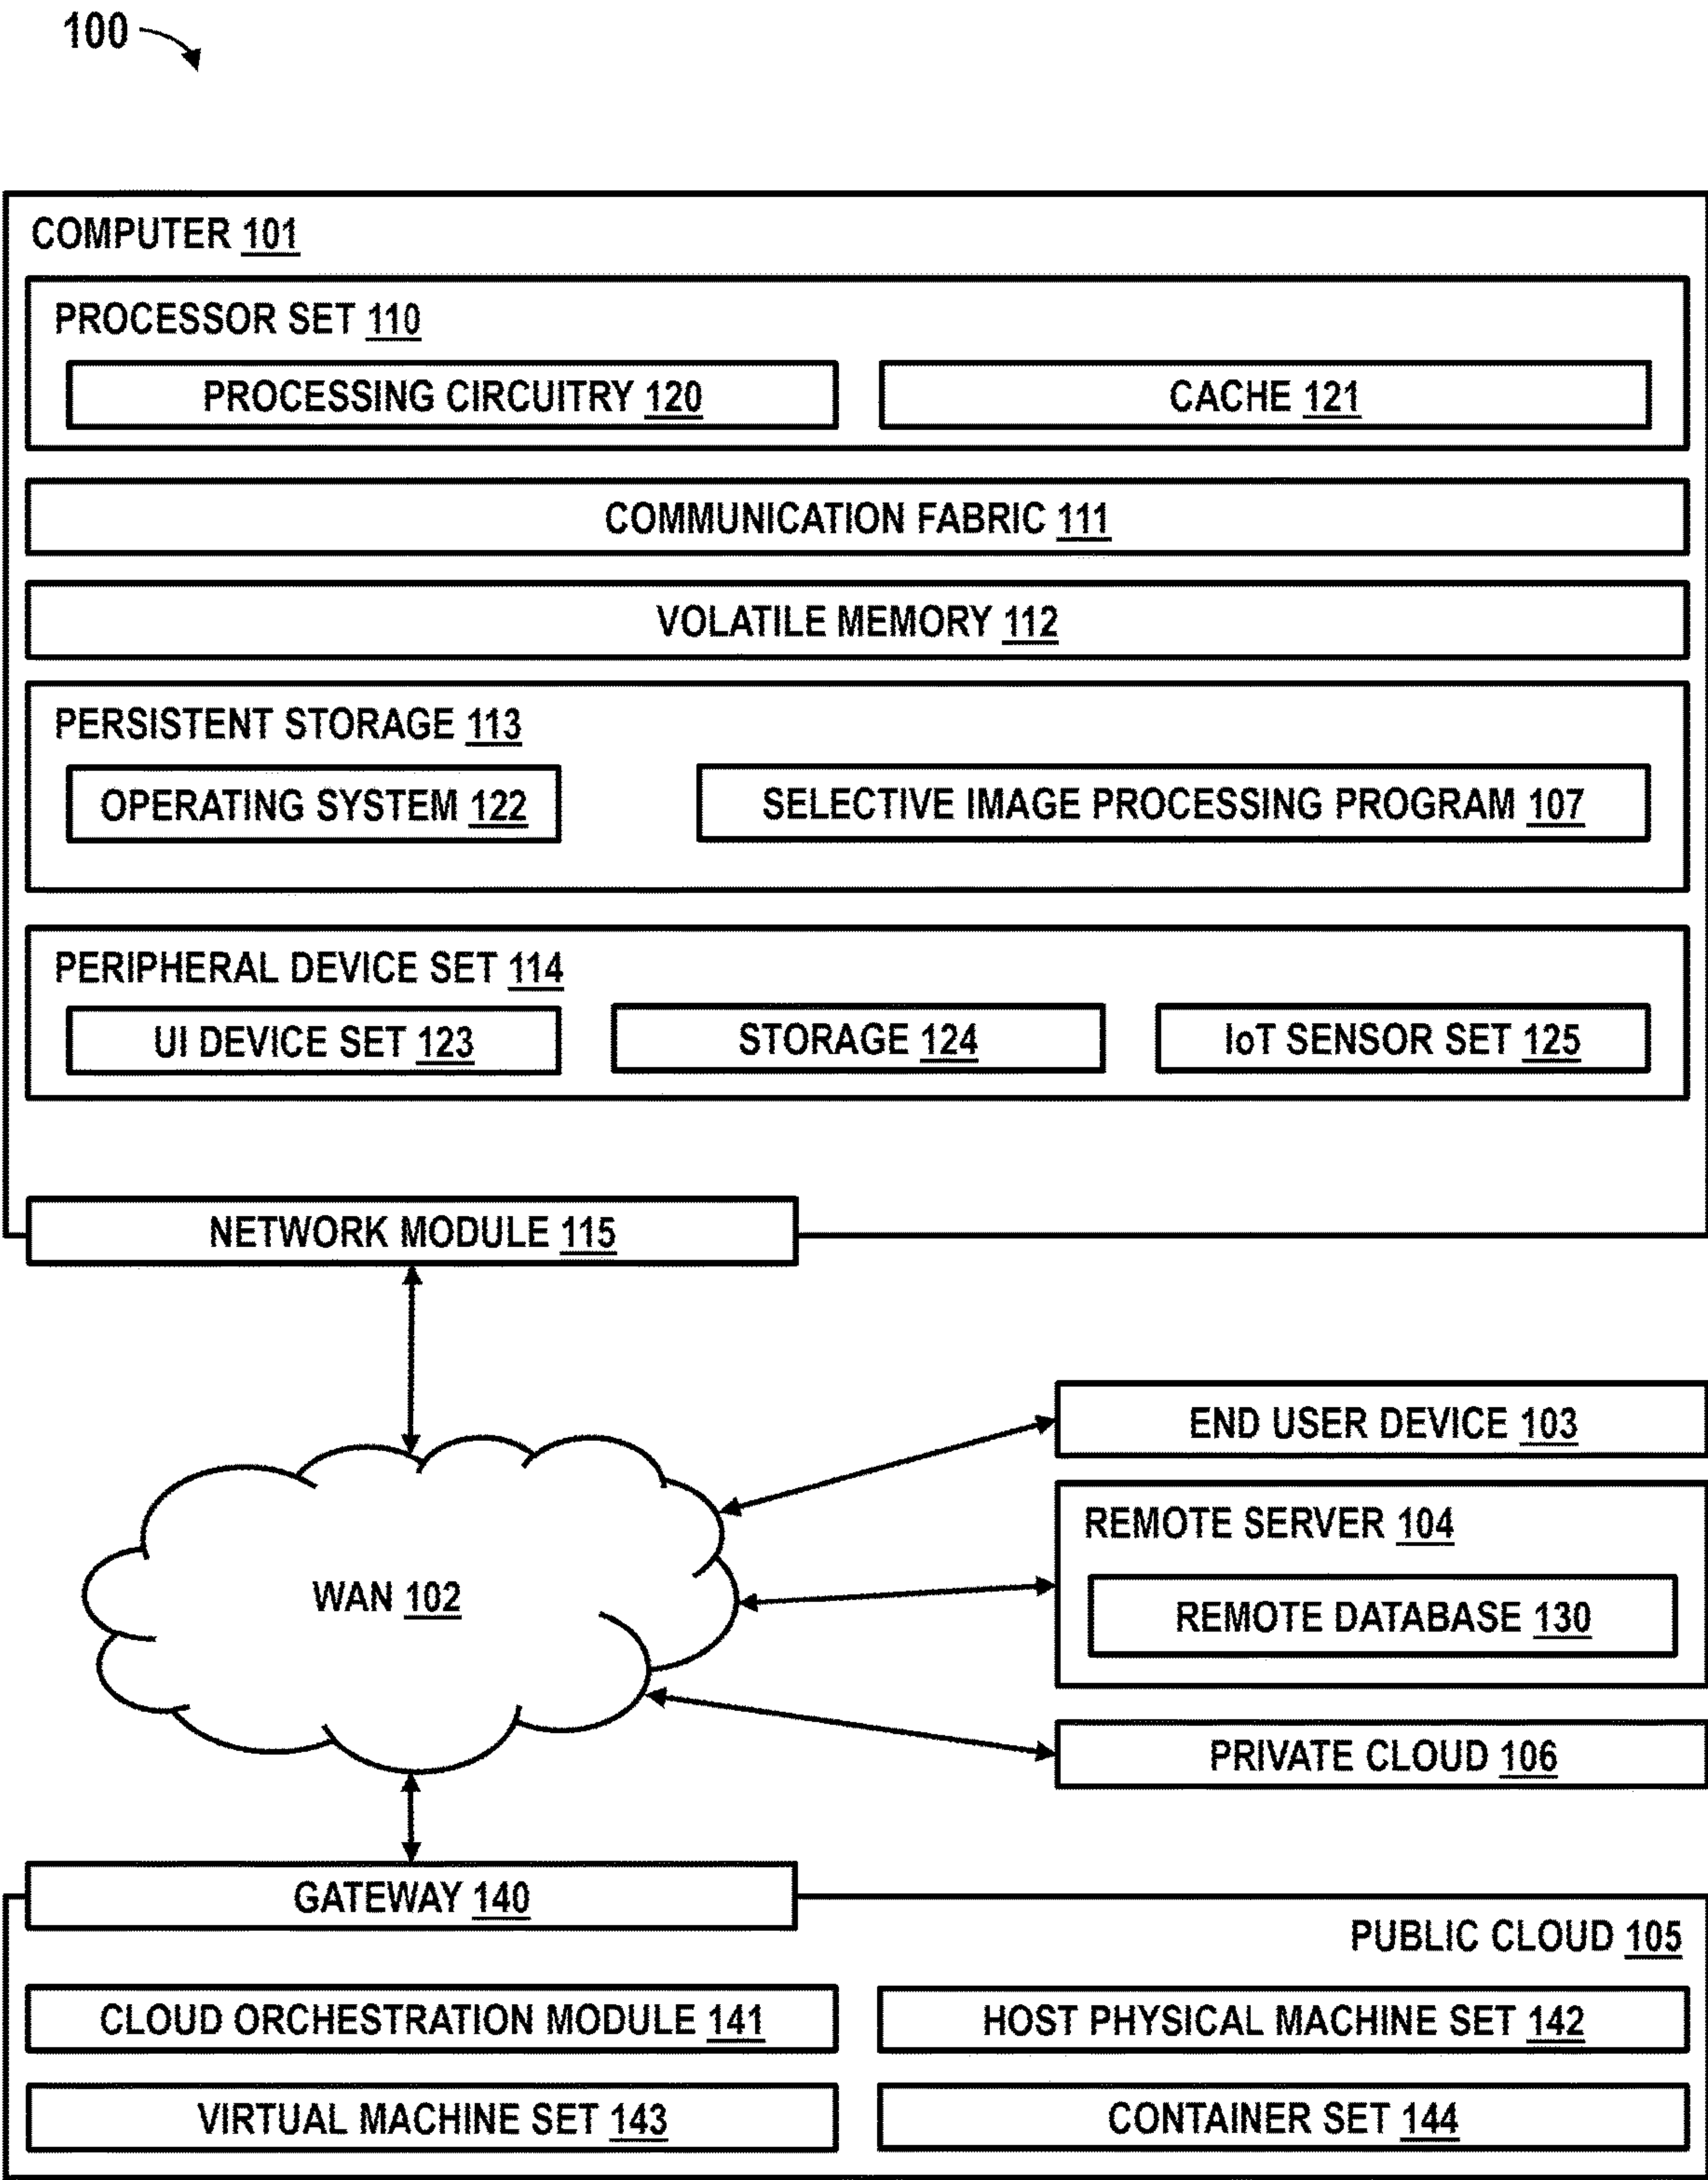 100
COMPUTER 101
PROCESSOR SET 110
PROCESSING CIRCUITRY 120
CACHE 121
COMMUNICATION FABRIC 111
VOLATILE MEMORY 112
PERSISTENT STORAGE 113
OPERATING SYSTEM 122
SELECTIVE IMAGE PROCESSING PROGRAM 107
PERIPHERAL DEVICE SET 114
UI DEVICE SET 123
STORAGE 124
IoT SENSOR SET 125
NETWORK MODULE 115
END USER DEVICE 103
REMOTE SERVER 104
WAN 102
REMOTE DATABASE 130
PRIVATE CLOUD 106
GATEWAY 140
PUBLIC CLOUD 105
CLOUD ORCHESTRATION MODULE 141
HOST PHYSICAL MACHINE SET 142
VIRTUAL MACHINE SET 143
CONTAINER SET 144